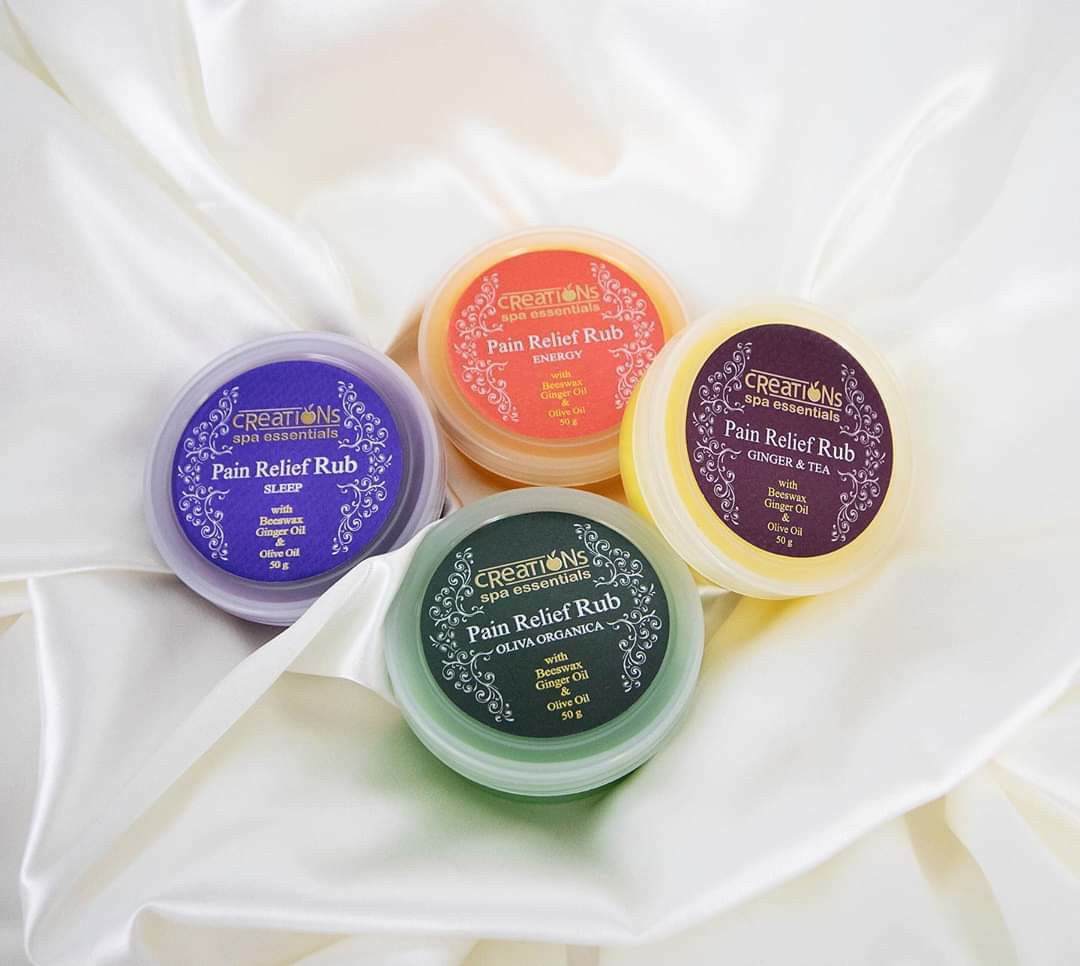 CREATIONS
spa essentials
Pain Relief Rub
ENERGY
with
Beeswax
Ginger Oil
&
Olive Oil
50 g
CREATIONS
spa essentials
Pain Relief Rub
SLEEP
with
Beeswax
Ginger Oil
&
Olive Oil
50 g
CREATIONS
spa essentials
Pain Relief Rub
GINGER & TEA
with
Beeswax
Ginger Oil
&
Olive Oil
50 g
CREATIONS
spa essentials
Pain Relief Rub
OLIVA ORGANICA
with
Beeswax
Ginger Oil
&
Olive Oil
50 g